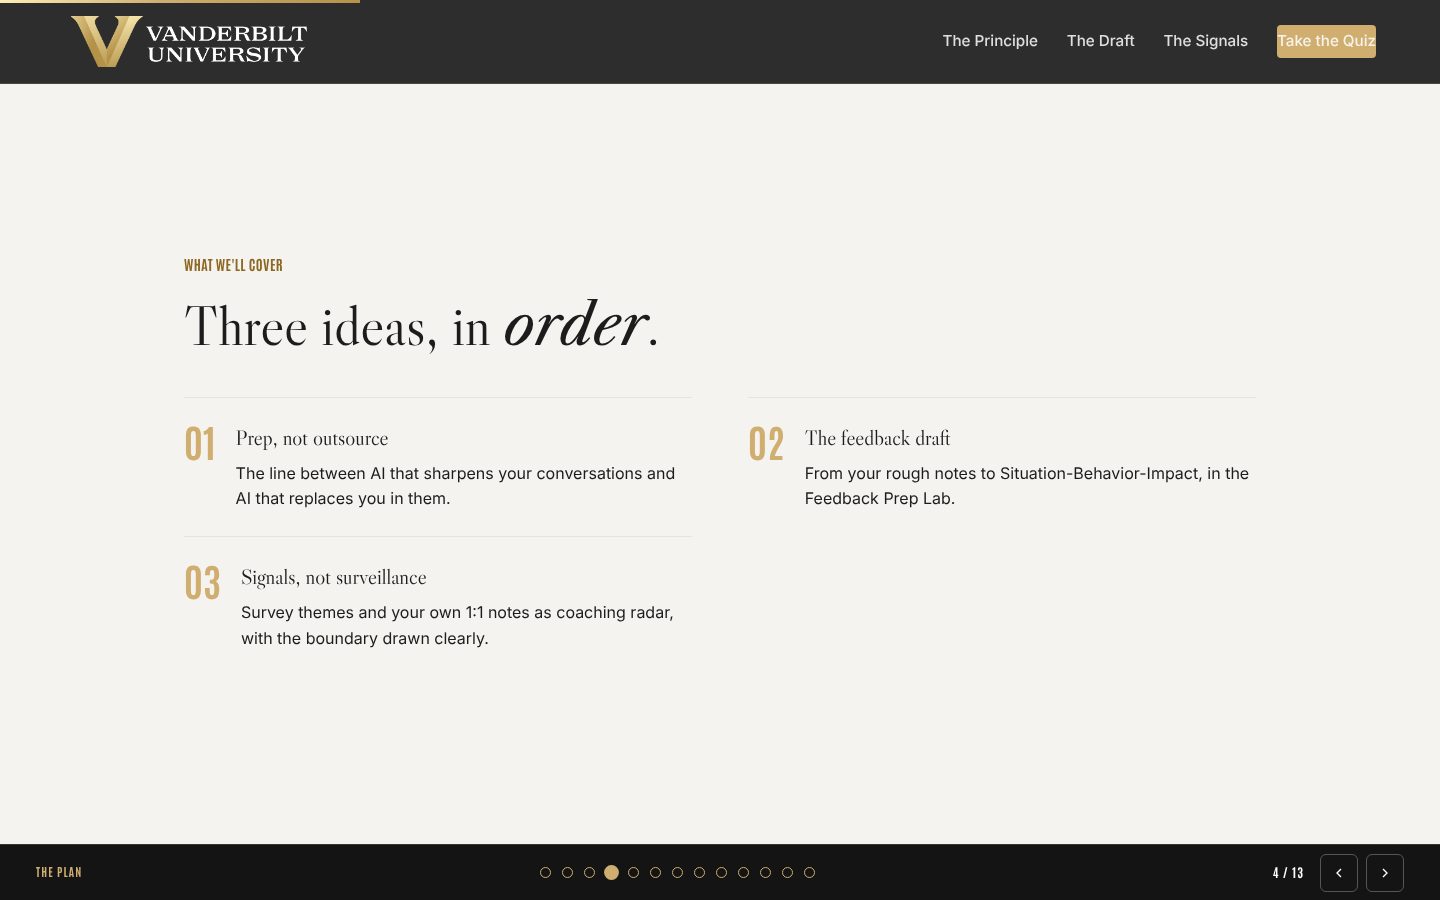 VANDERBILT
UNIVERSITY
The Principle
The Draft
The Signals
Take the Quiz
WHAT WE'LL COVER
Three ideas, in order.
01
Prep, not outsource
The line between AI that sharpens your conversations and
AI that replaces you in them.
02
The feedback draft
From your rough notes to Situation-Behavior-Impact, in the
Feedback Prep Lab.
03
Signals, not surveillance
Survey themes and your own 1:1 notes as coaching radar,
with the boundary drawn clearly.
THE PLAN
4 / 13